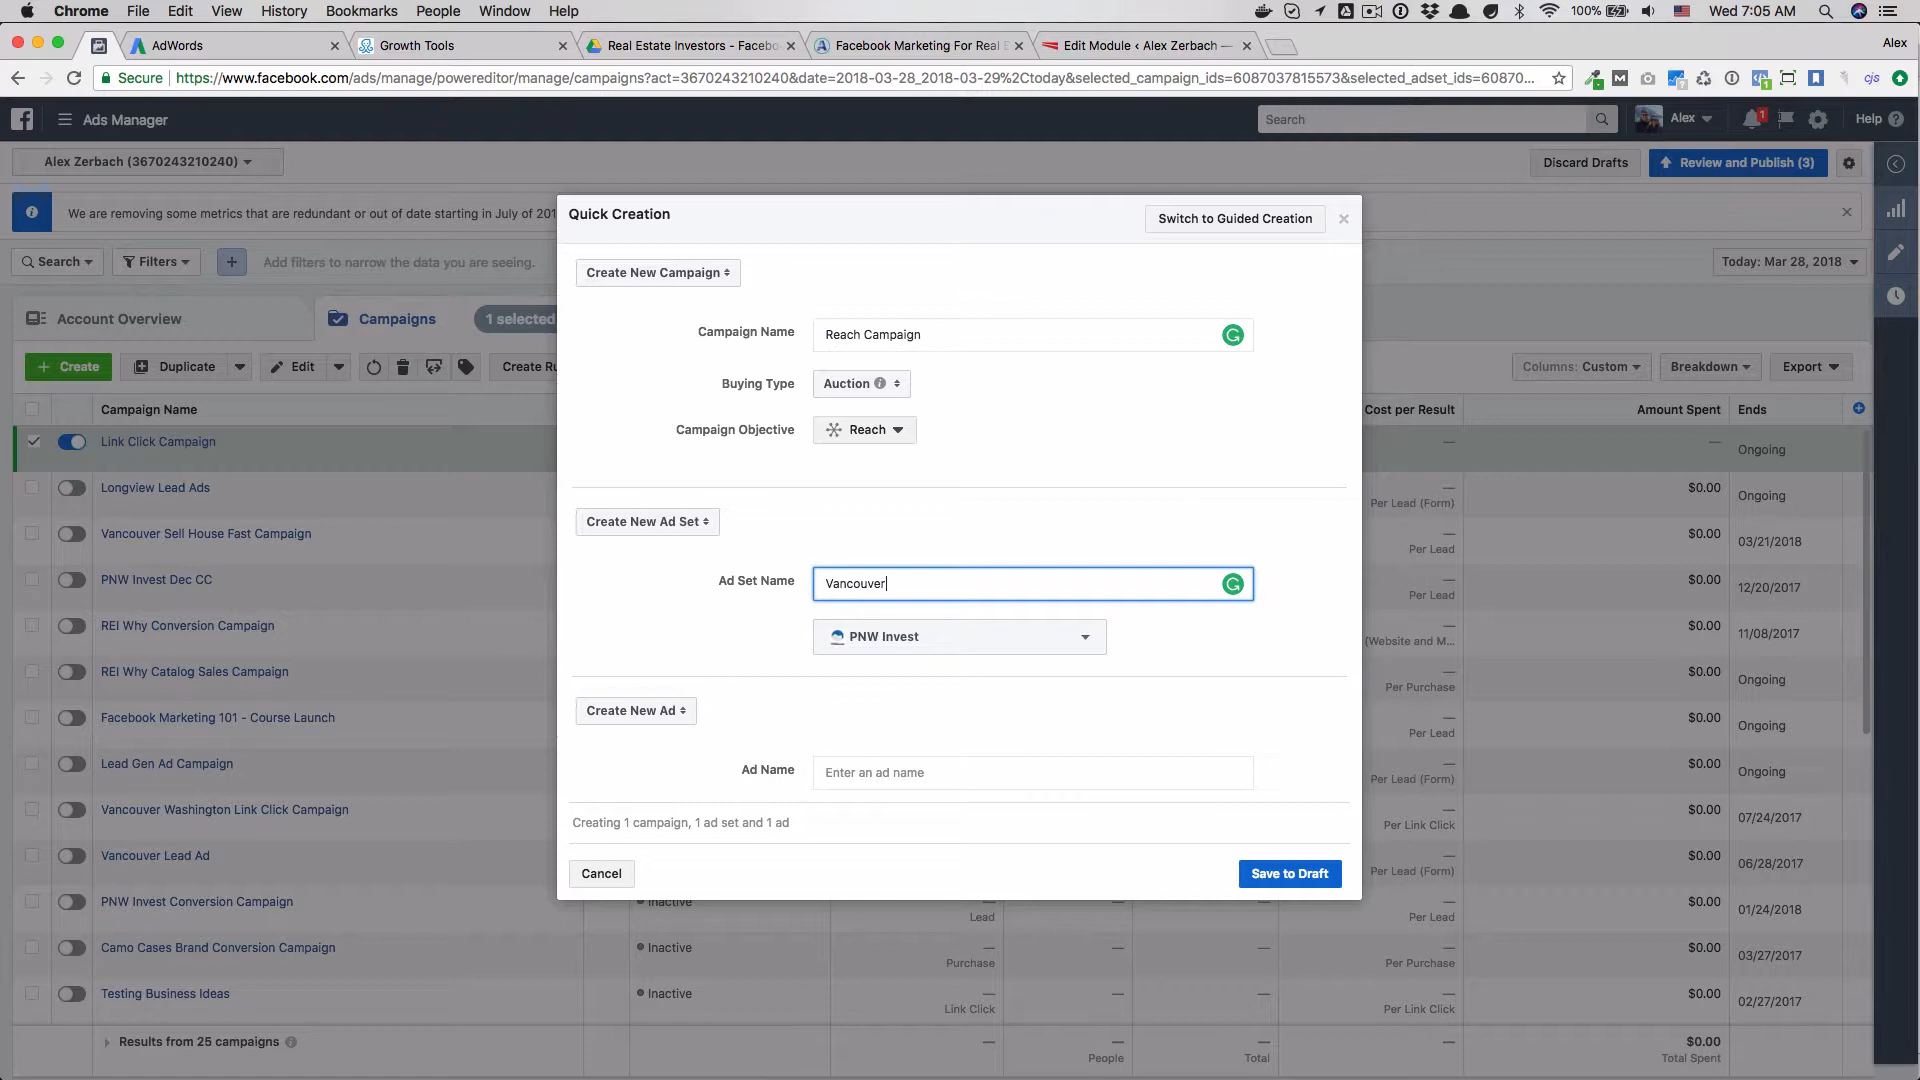 Chrome File Edit View History Bookmarks People Window Help 100% Wed 7:05 AM
AdWords Growth Tools Real Estate Investors - Facebo Facebook Marketing For Real E Edit Module ‹ Alex Zerbach — Alex
Secure https://www.facebook.com/ads/manage/powereditor/manage/campaigns?act=3670243210240&date=2018-03-28_2018-03-29%2Ctoday&selected_campaign_ids=6087037815573&selected_adset_ids=60870... cjs
Ads Manager Search Alex 1 Help
Alex Zerbach (3670243210240) Discard Drafts Review and Publish (3)
We are removing some metrics that are redundant or out of date starting in July of 201
Quick Creation Switch to Guided Creation
Search Filters + Add filters to narrow the data you are seeing. Today: Mar 28, 2018
Create New Campaign
Account Overview Campaigns 1 selected
Campaign Name Reach Campaign
+ Create Duplicate Edit Create Ru Columns: Custom Breakdown Export
Buying Type Auction
Campaign Name Cost per Result Amount Spent Ends
Campaign Objective Reach
Link Click Campaign — — Ongoing
Longview Lead Ads — Per Lead (Form) $0.00 Ongoing
Create New Ad Set
Vancouver Sell House Fast Campaign — Per Lead $0.00 03/21/2018
Ad Set Name Vancouver
PNW Invest Dec CC — Per Lead $0.00 12/20/2017
PNW Invest
REI Why Conversion Campaign — (Website and M... $0.00 11/08/2017
REI Why Catalog Sales Campaign — Per Purchase $0.00 Ongoing
Create New Ad
Facebook Marketing 101 - Course Launch — Per Lead $0.00 Ongoing
Ad Name Enter an ad name
Lead Gen Ad Campaign — Per Lead (Form) $0.00 Ongoing
Vancouver Washington Link Click Campaign — Per Link Click $0.00 07/24/2017
Creating 1 campaign, 1 ad set and 1 ad
Vancouver Lead Ad — Per Lead (Form) $0.00 06/28/2017
Cancel Save to Draft
PNW Invest Conversion Campaign Inactive Lead — Per Lead $0.00 01/24/2018
Camo Cases Brand Conversion Campaign Inactive — Purchase — — — Per Purchase $0.00 03/27/2017
Testing Business Ideas Inactive — Link Click — — — Per Link Click $0.00 02/27/2017
Results from 25 campaigns — — People — Total — $0.00 Total Spent